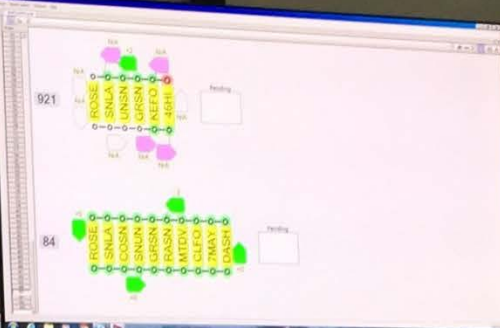 N/A
+2
N/A
N/A
921
ROSE
SNLA
UNSN
GRSN
KEFO
46HI
N/A
N/A
Pending
N/A
N/A
N/A
84
ROSE
SNLA
COSN
SNUN
GRSN
RASN
MTDV
CLFO
7MAY
DASH
Pending